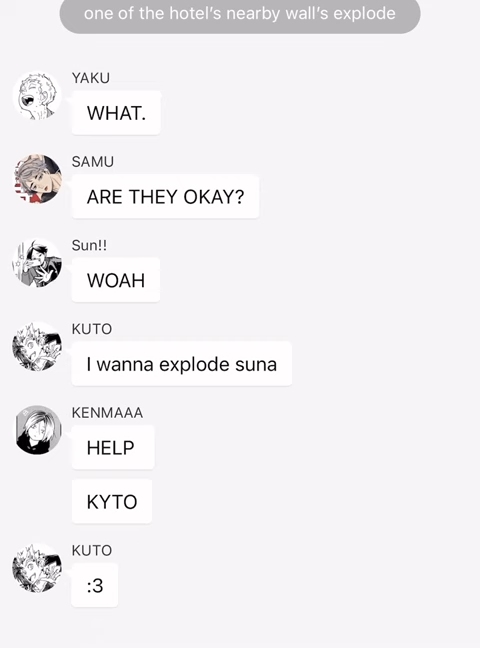 one of the hotel's nearby wall's explode
YAKU
WHAT.
SAMU
ARE THEY OKAY?
Sun!!
WOAH
KUTO
I wanna explode suna
KENMAAA
HELP
KYTO
KUTO
:3